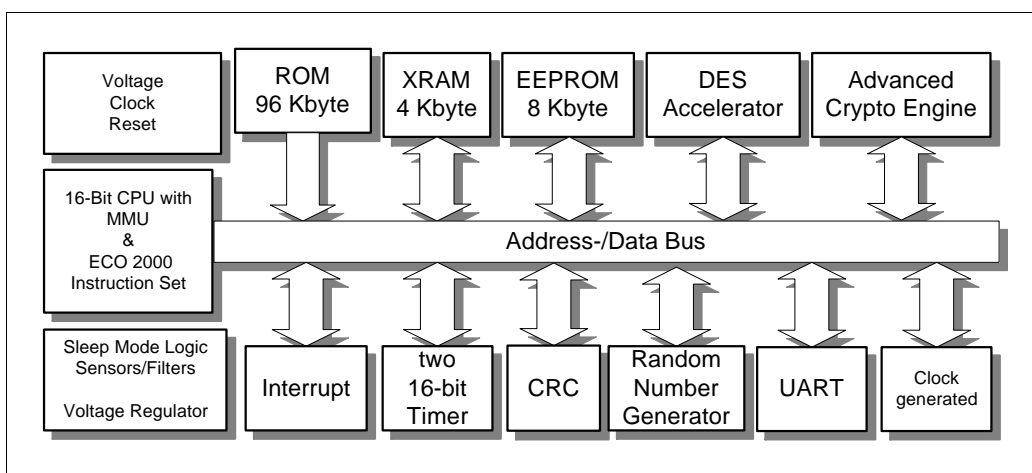 Voltage
Clock
Reset
ROM
96 Kbyte
XRAM
4 Kbyte
EEPROM
8 Kbyte
DES
Accelerator
Advanced
Crypto Engine
16-Bit CPU with
MMU
&
ECO 2000
Instruction Set
Address-/Data Bus
Sleep Mode Logic
Sensors/Filters
Voltage Regulator
Interrupt
two
16-bit
Timer
CRC
Random
Number
Generator
UART
Clock
generated